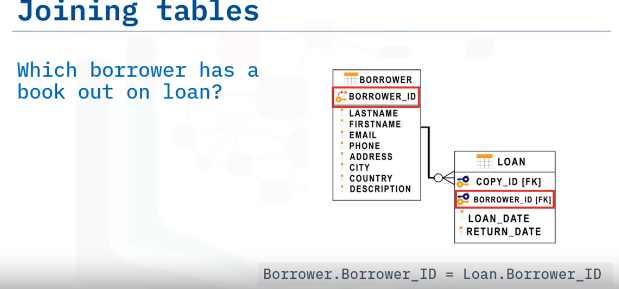 Joining tables
Which borrower has a
book out on loan?
BORROWER
BORROWER_ID
LASTNAME
FIRSTNAME
EMAIL
PHONE
ADDRESS
CITY
COUNTRY
DESCRIPTION
LOAN
COPY_ID [FK]
BORROWER_ID [FK]
LOAN_DATE
RETURN_DATE
Borrower.Borrower_ID = Loan.Borrower_ID